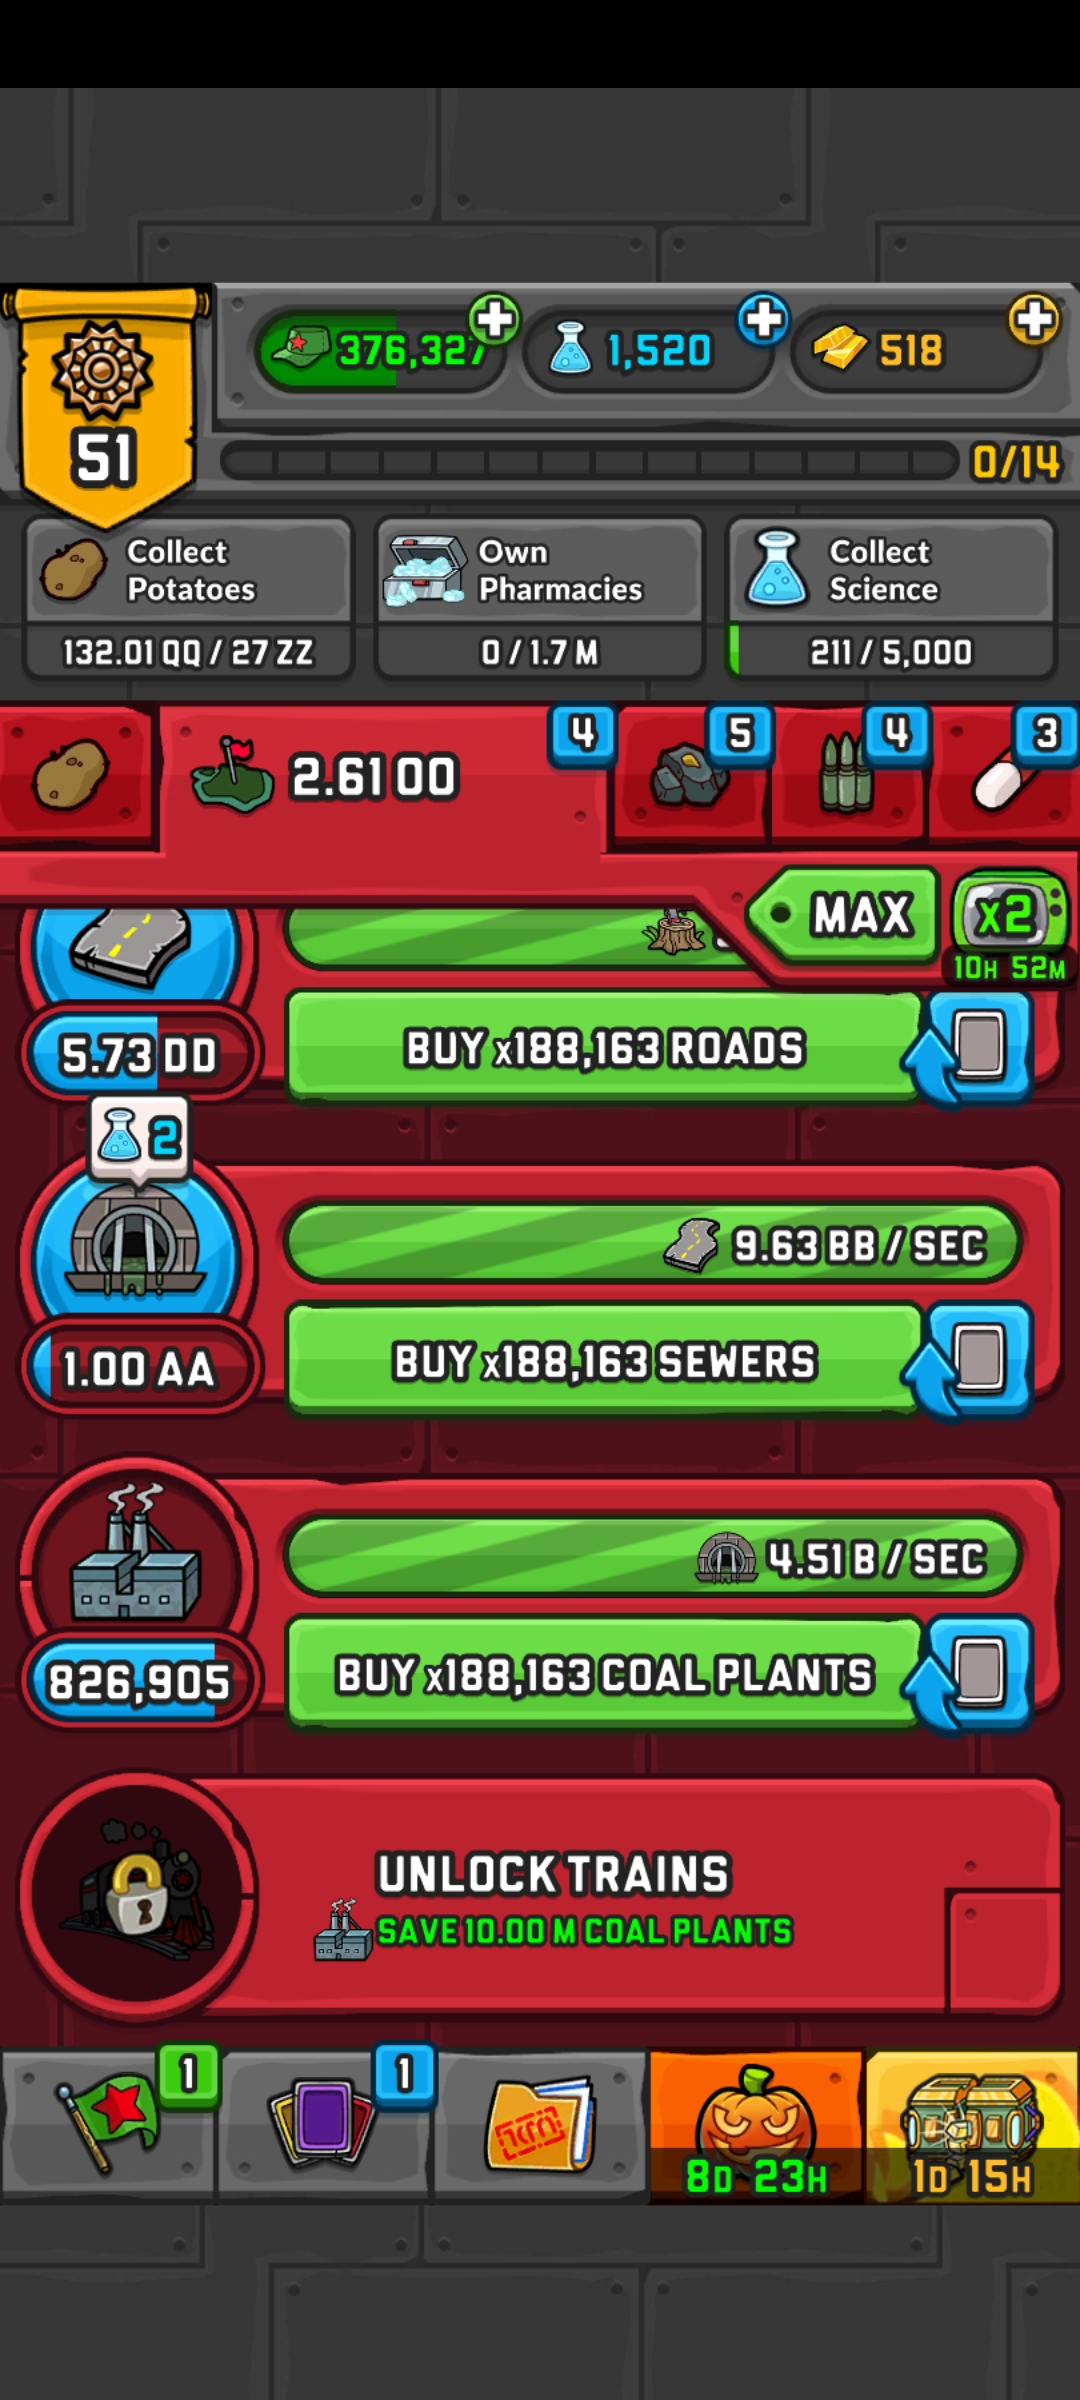 376,327
1,520
518
51
0/14
Collect
Potatoes
132.01 QQ / 27 ZZ
Own
Pharmacies
0 / 1.7 M
Collect
Science
211 / 5,000
2.61 OO
4
5
4
3
MAX
x2
10H 52M
5.73 DD
BUY x188,163 ROADS
2
9.63 BB / SEC
1.00 AA
BUY x188,163 SEWERS
4.51 B / SEC
826,905
BUY x188,163 COAL PLANTS
UNLOCK TRAINS
SAVE 10.00 M COAL PLANTS
1
1
8D 23H
1D 15H